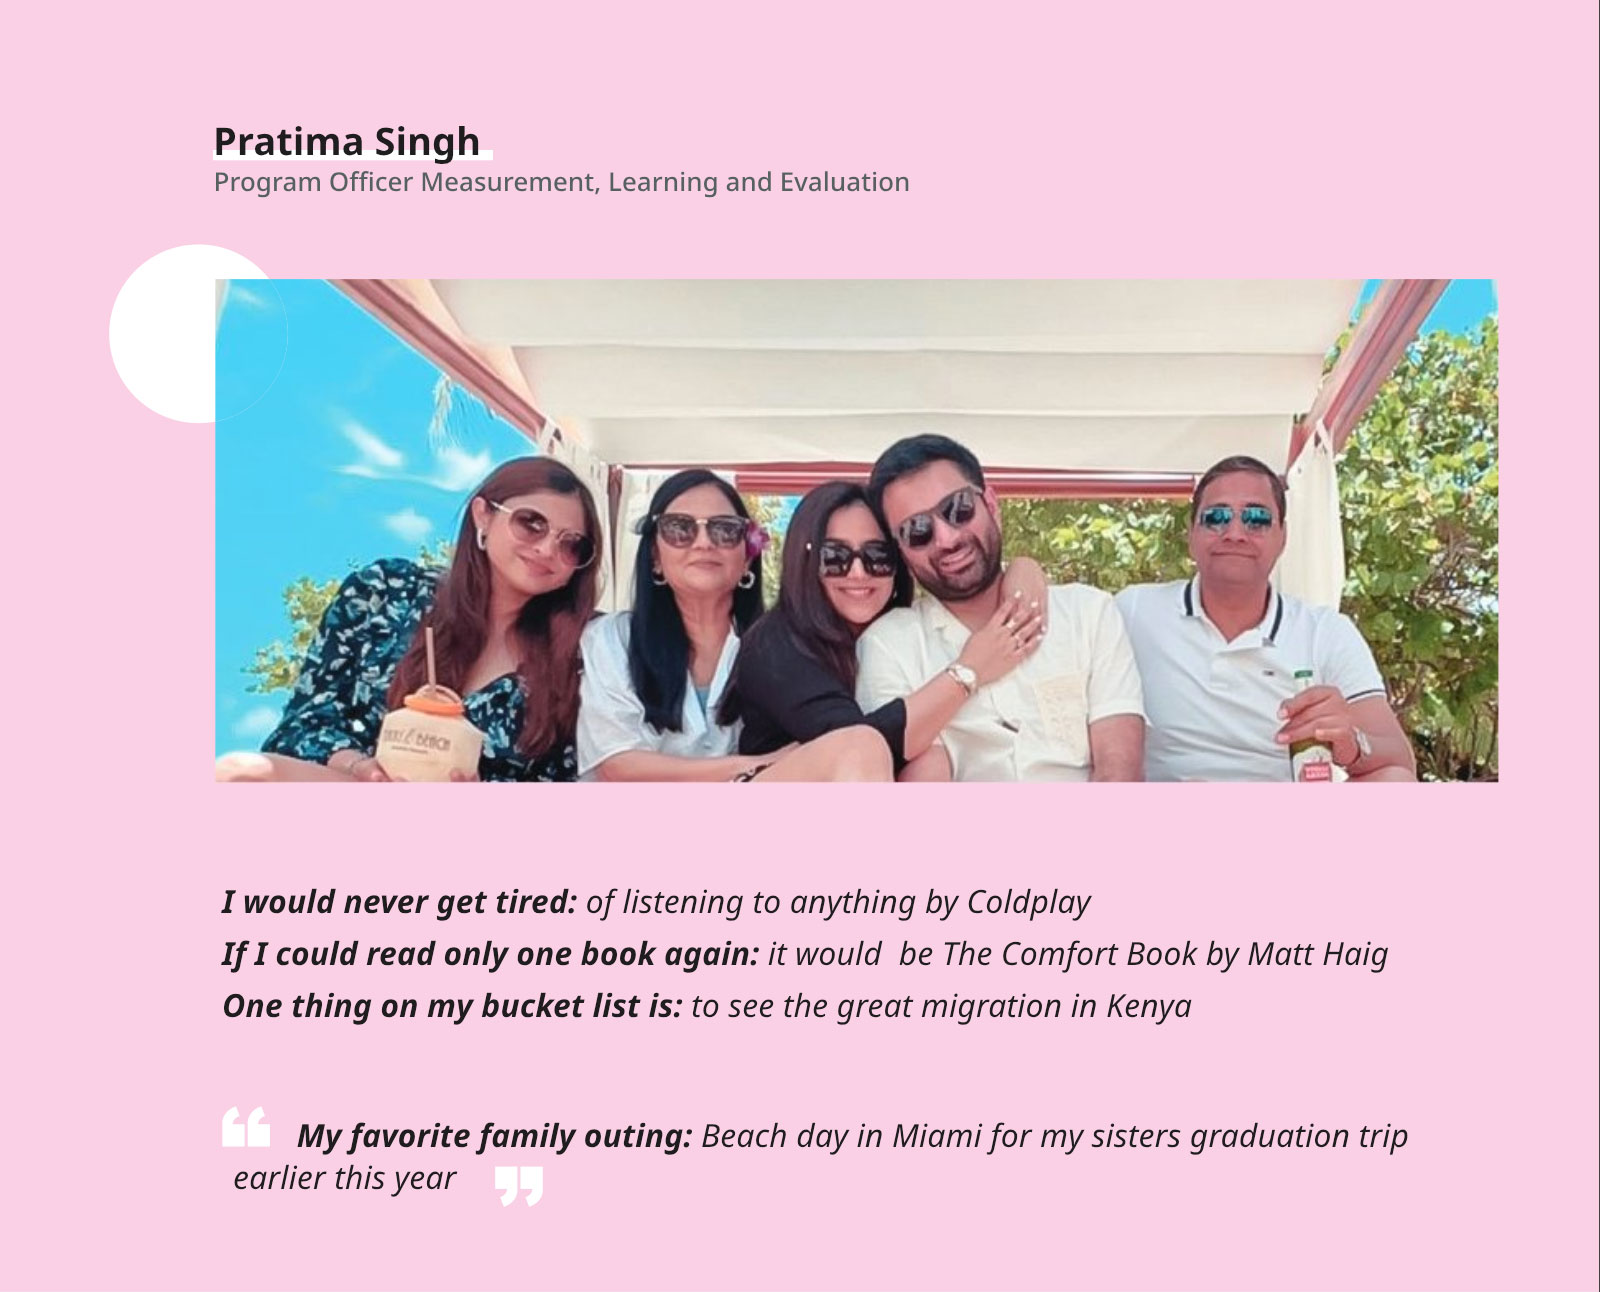 Pratima Singh
Program Officer Measurement, Learning and Evaluation
I would never get tired: of listening to anything by Coldplay
If I could read only one book again: it would  be The Comfort Book by Matt Haig
One thing on my bucket list is: to see the great migration in Kenya
“ My favorite family outing: Beach day in Miami for my sisters graduation trip
earlier this year ”